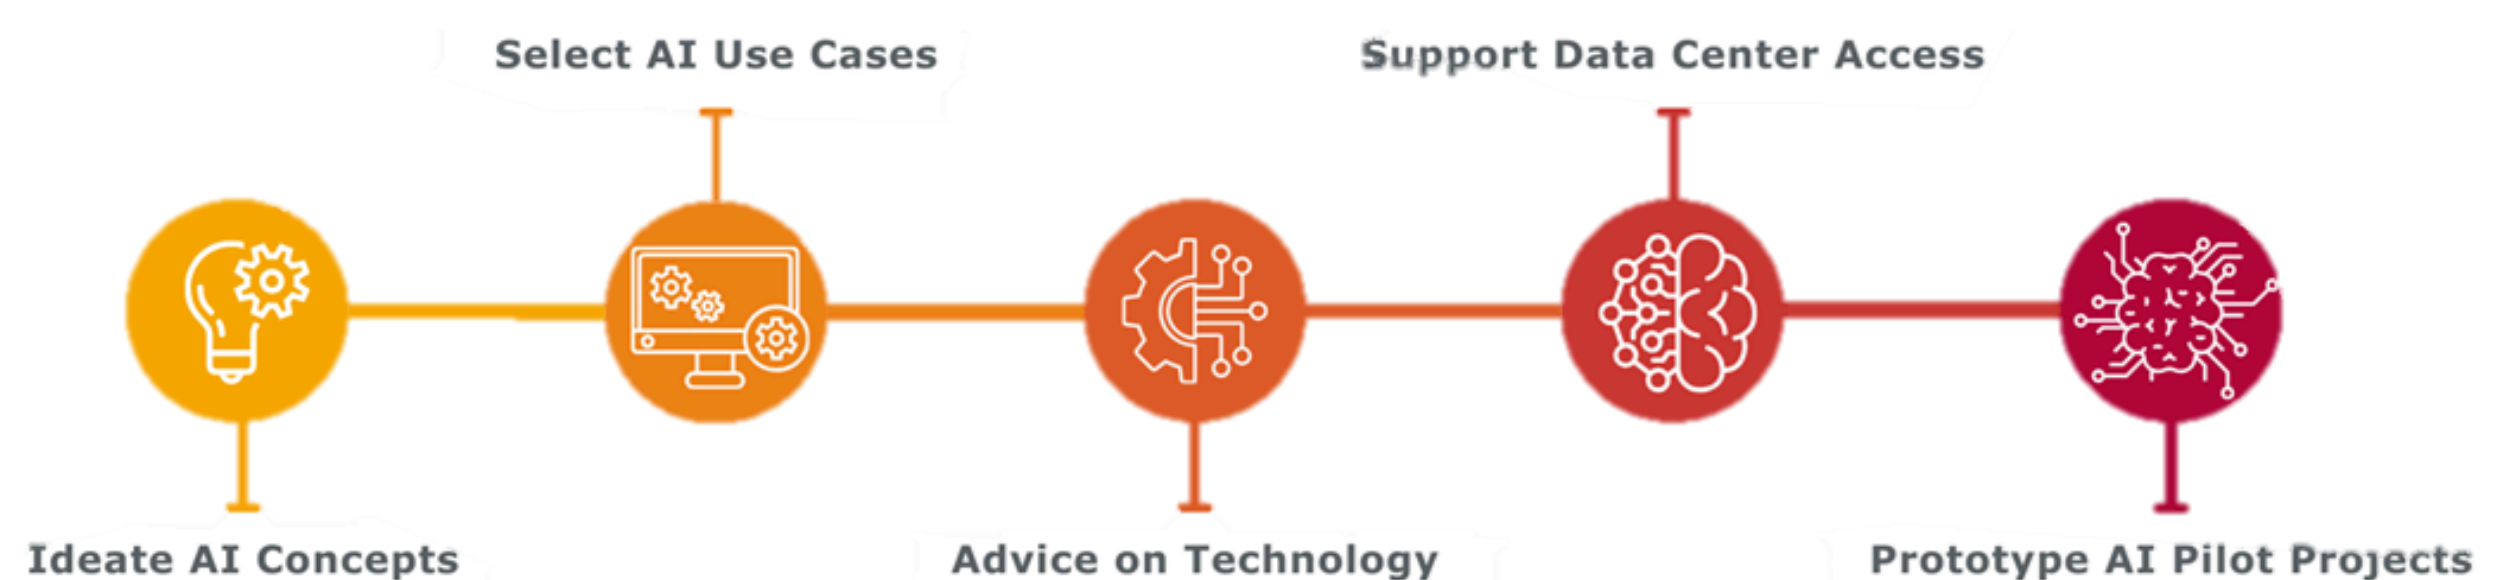 Select AI Use Cases
Support Data Center Access
Ideate AI Concepts
Advice on Technology
Prototype AI Pilot Projects